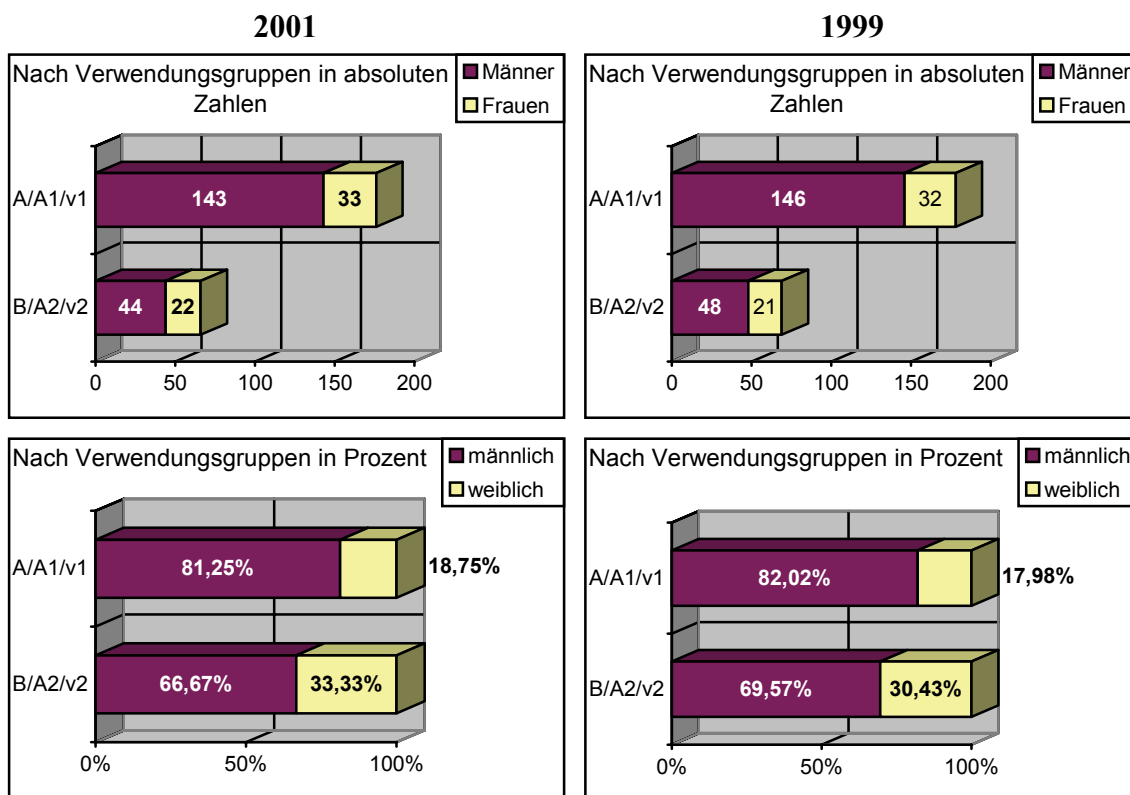 2001
Nach Verwendungsgruppen in absoluten
Zahlen
Männer
Frauen
A/A1/v1
143
33
B/A2/v2
44
22
0
50
100
150
200
1999
Nach Verwendungsgruppen in absoluten
Zahlen
Männer
Frauen
A/A1/v1
146
32
B/A2/v2
48
21
0
50
100
150
200
Nach Verwendungsgruppen in Prozent
männlich
weiblich
A/A1/v1
81,25%
18,75%
B/A2/v2
66,67%
33,33%
0%
50%
100%
Nach Verwendungsgruppen in Prozent
männlich
weiblich
A/A1/v1
82,02%
17,98%
B/A2/v2
69,57%
30,43%
0%
50%
100%